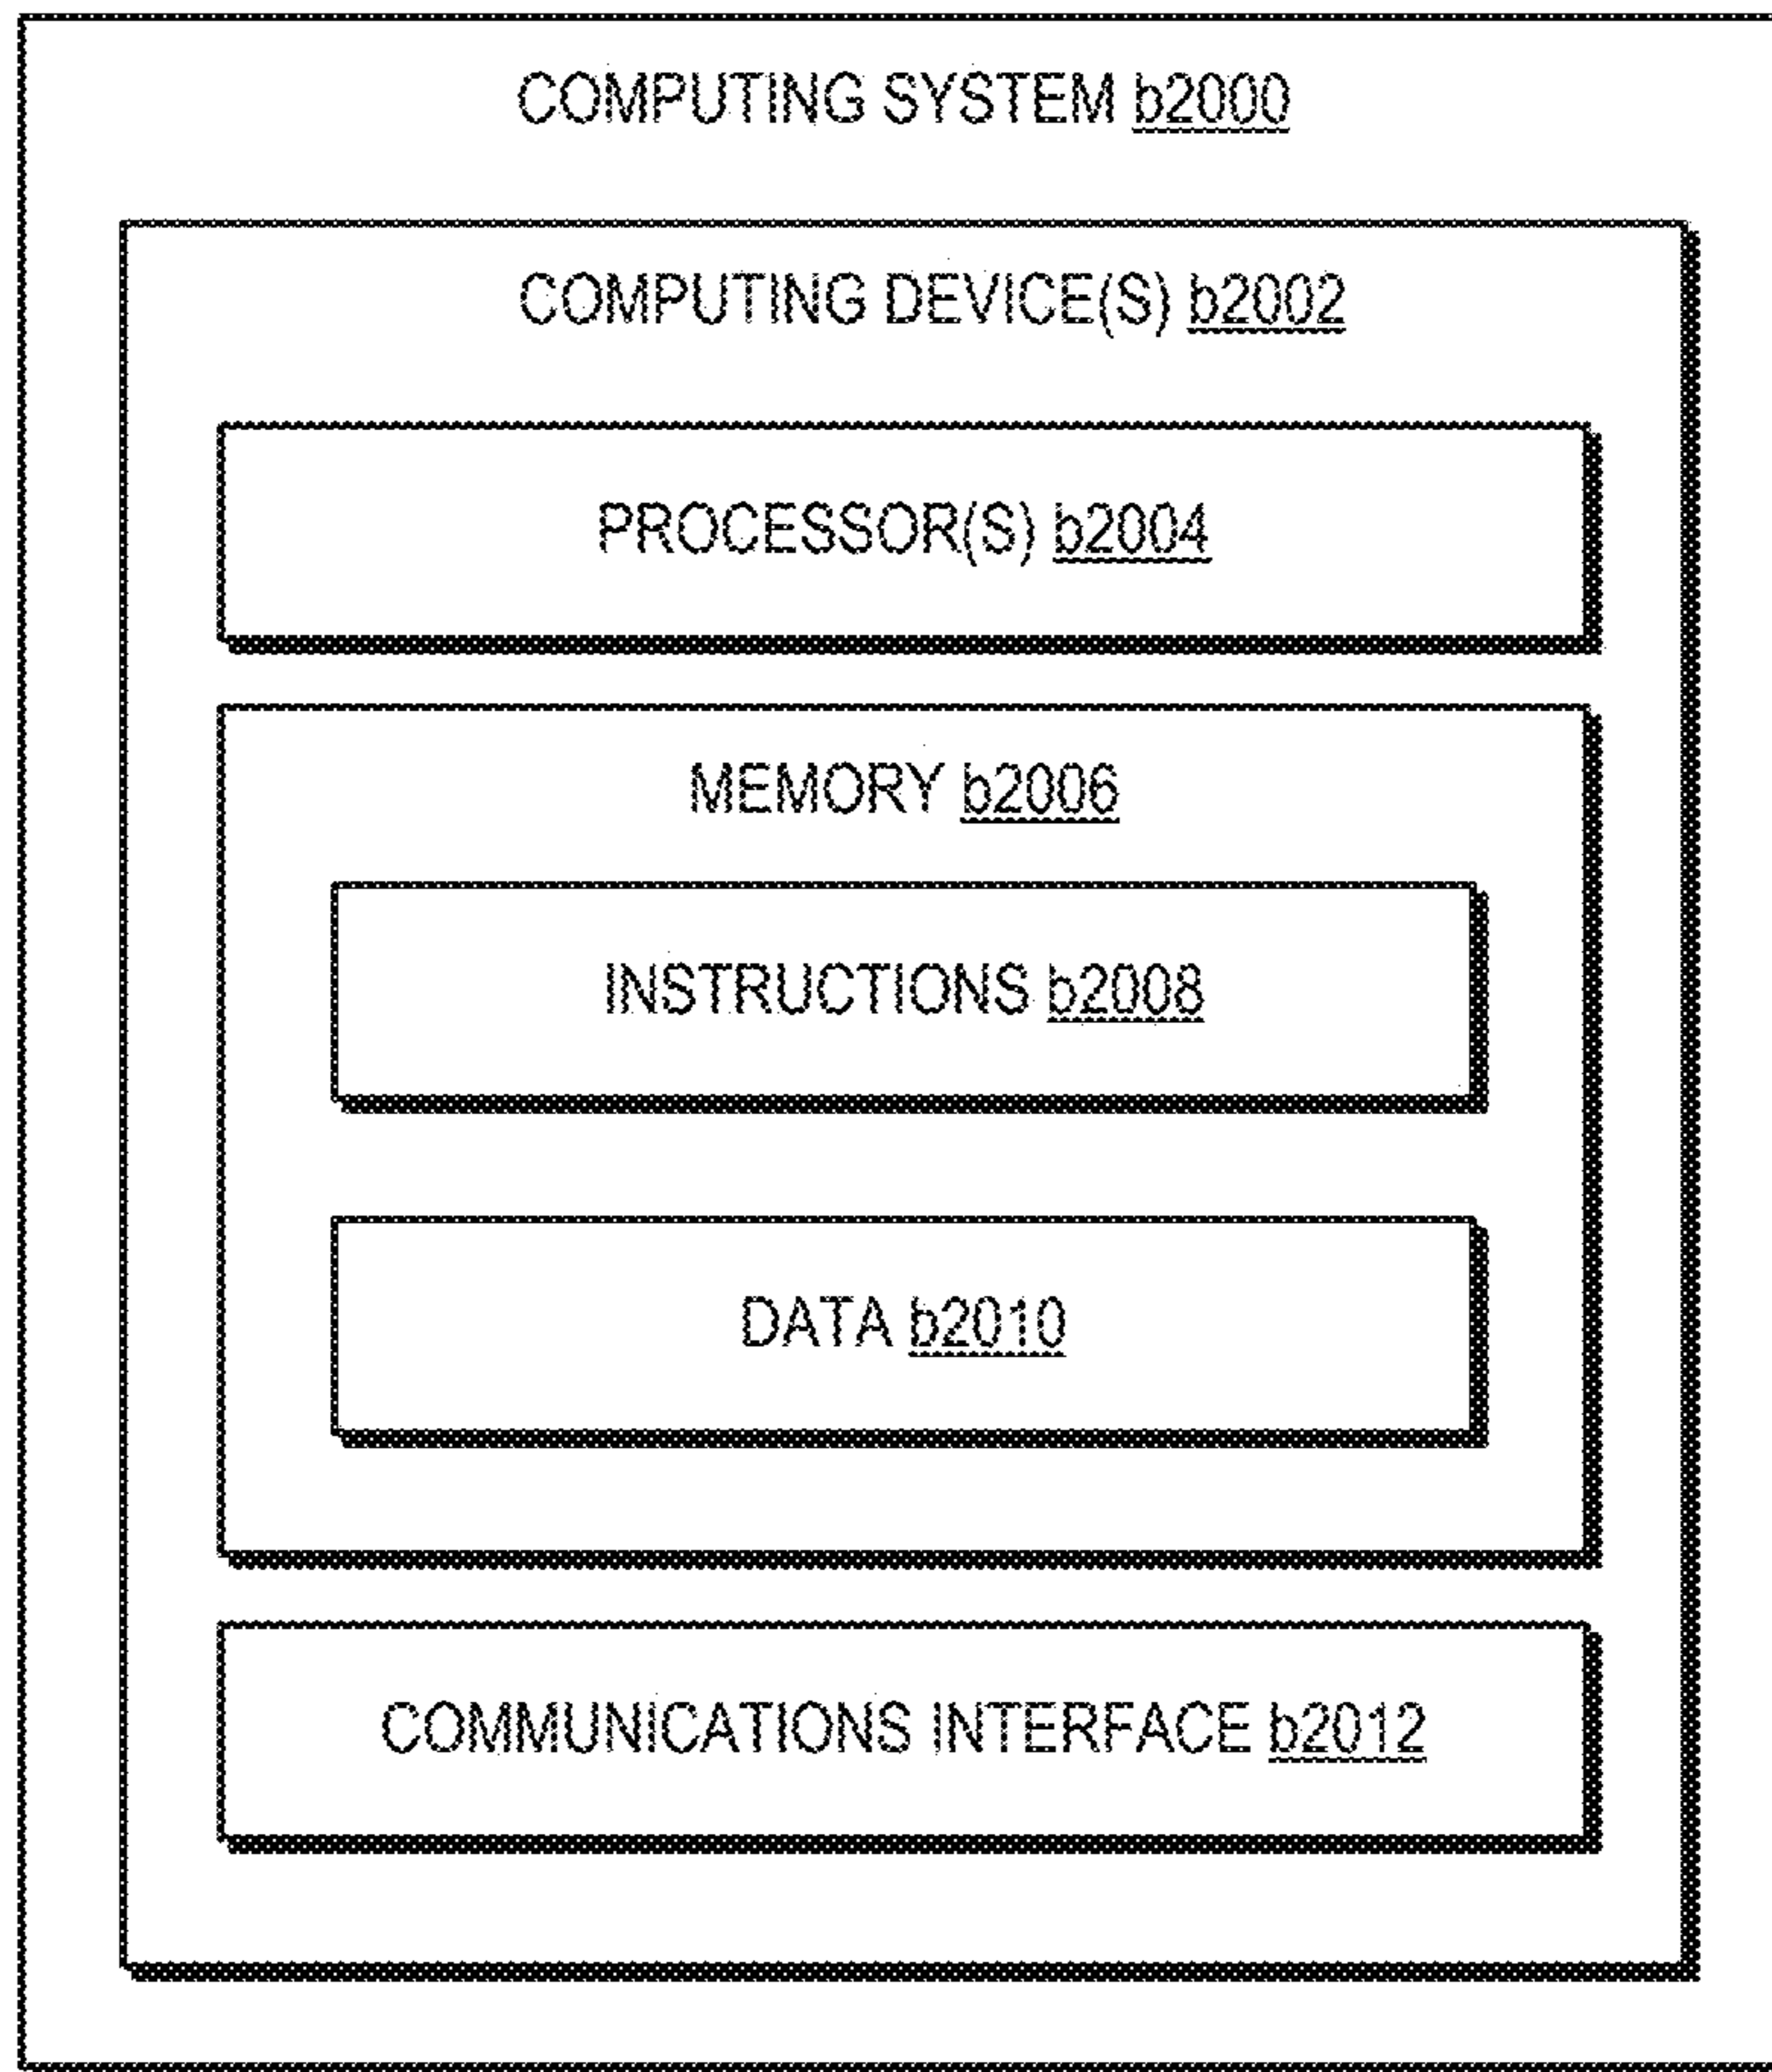 COMPUTING SYSTEM b2000
COMPUTING DEVICE(S) b2002
PROCESSOR(S) b2004
MEMORY b2006
INSTRUCTIONS b2008
DATA b2010
COMMUNICATIONS INTERFACE b2012